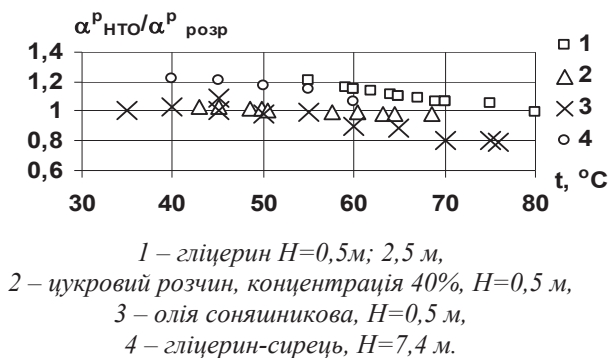 α^р_НТО/α^р_розр
1,4
1,2
1
0,8
0,6
30 40 50 60 70 80
t, °C
1
2
3
4
1 – гліцерин H=0,5м; 2,5 м,
2 – цукровий розчин, концентрація 40%, H=0,5 м,
3 – олія соняшникова, H=0,5 м,
4 – гліцерин-сирець, H=7,4 м.